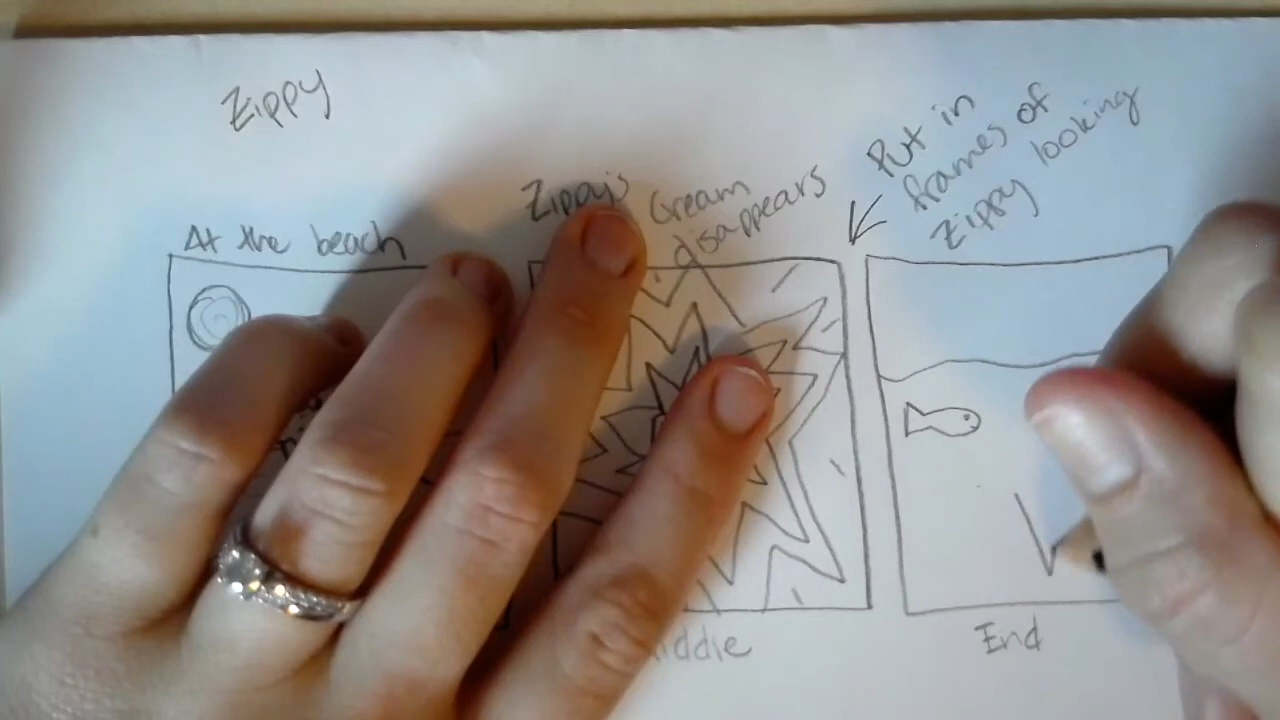 Zippy
At the beach
Zippy's Cream
disappears
Put in
frames of
Zippy looking
End